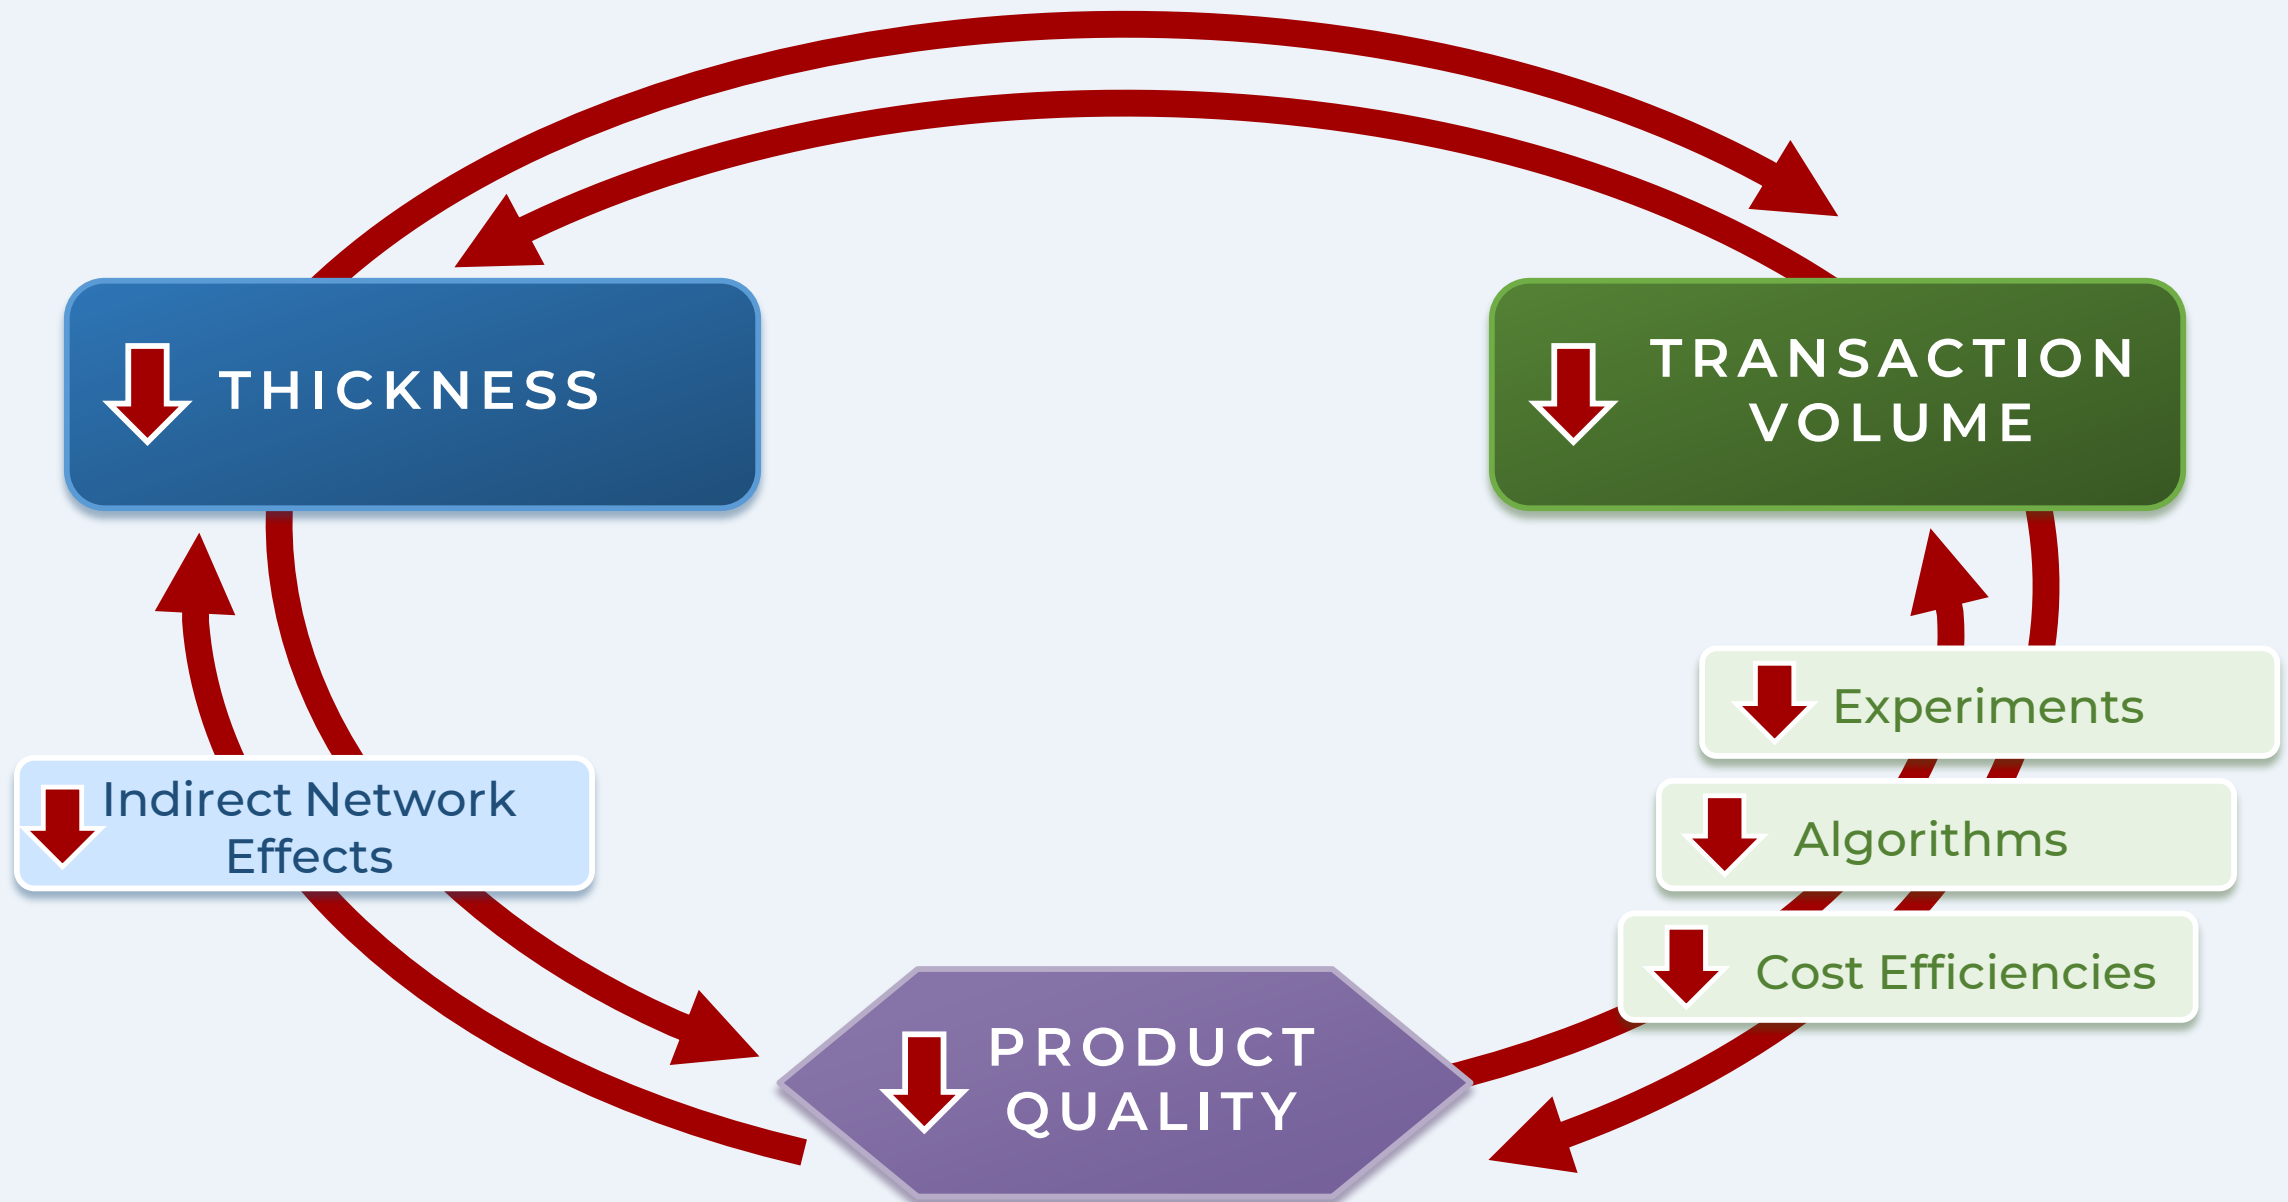 THICKNESS
TRANSACTION
VOLUME
Experiments
Indirect Network
Effects
Algorithms
Cost Efficiencies
PRODUCT
QUALITY